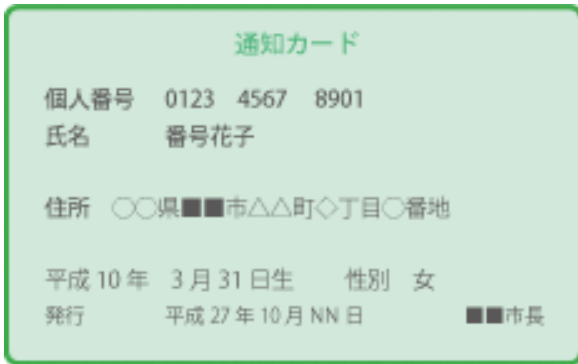 通知カード
個人番号 0123 4567 8901
氏名 番号花子
住所 ○○県■■市△△町◇丁目○番地
平成 10 年 3 月 31 日生 性別 女
発行 平成 27 年 10 月 NN 日 ■■市長